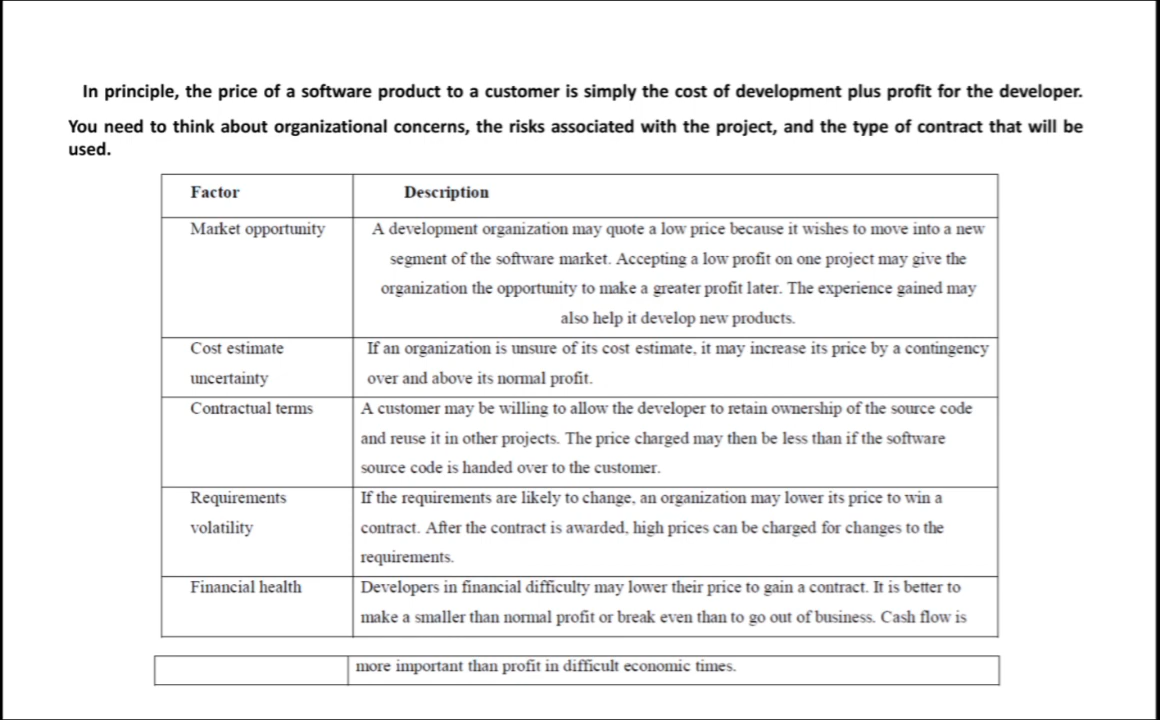 In principle, the price of a software product to a customer is simply the cost of development plus profit for the developer.
You need to think about organizational concerns, the risks associated with the project, and the type of contract that will be
used.
Factor
Description
Market opportunity
A development organization may quote a low price because it wishes to move into a new
segment of the software market. Accepting a low profit on one project may give the
organization the opportunity to make a greater profit later. The experience gained may
also help it develop new products.
Cost estimate
uncertainty
If an organization is unsure of its cost estimate, it may increase its price by a contingency
over and above its normal profit.
Contractual terms
A customer may be willing to allow the developer to retain ownership of the source code
and reuse it in other projects. The price charged may then be less than if the software
source code is handed over to the customer.
Requirements
volatility
If the requirements are likely to change, an organization may lower its price to win a
contract. After the contract is awarded, high prices can be charged for changes to the
requirements.
Financial health
Developers in financial difficulty may lower their price to gain a contract. It is better to
make a smaller than normal profit or break even than to go out of business. Cash flow is
more important than profit in difficult economic times.